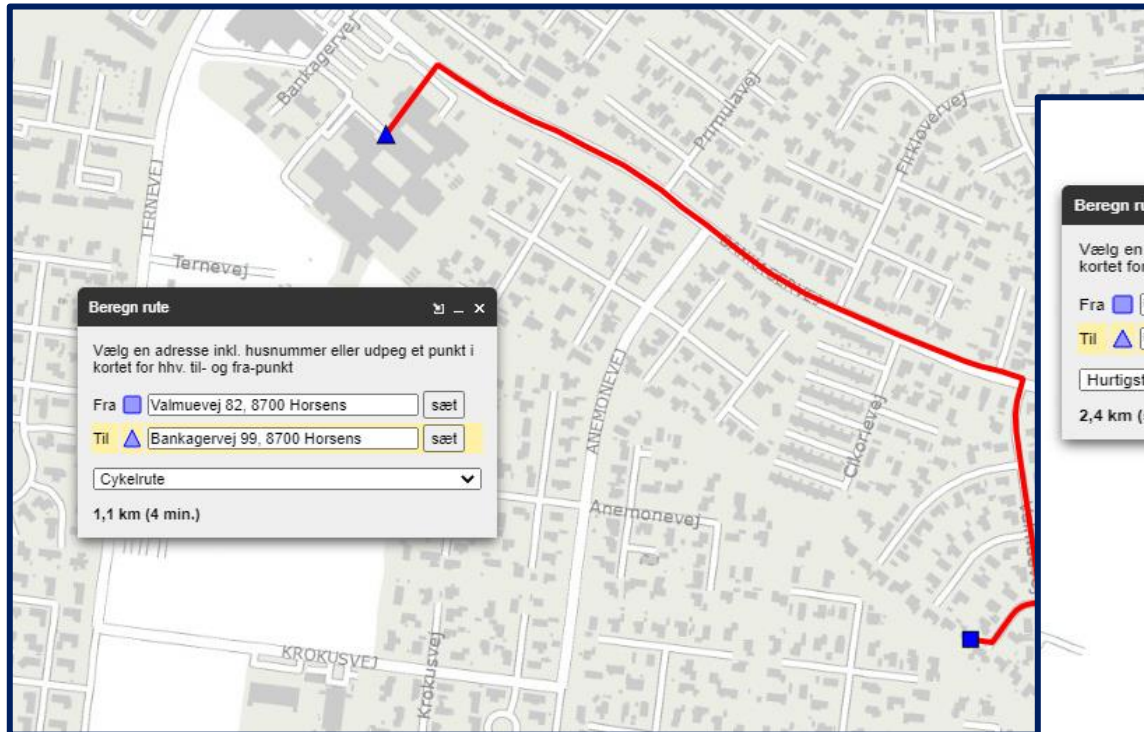 Bankagervej
Primulavej
Firkløvervej
TERNEVEJ
Ternevej
BANKAGERVEJ
ANEMONEVEJ
Cikorievej
Anemonevej
KROKUSVEJ
Krokusvej
Beregn rute
Vælg en adresse inkl. husnummer eller udpeg et punkt i
kortet for hhv. til- og fra-punkt
Fra Valmuevej 82, 8700 Horsens sæt
Til Bankagervej 99, 8700 Horsens sæt
Cykelrute
1,1 km (4 min.)
Beregn ru
Vælg en
kortet for
Fra
Til
Hurtigst
2,4 km (